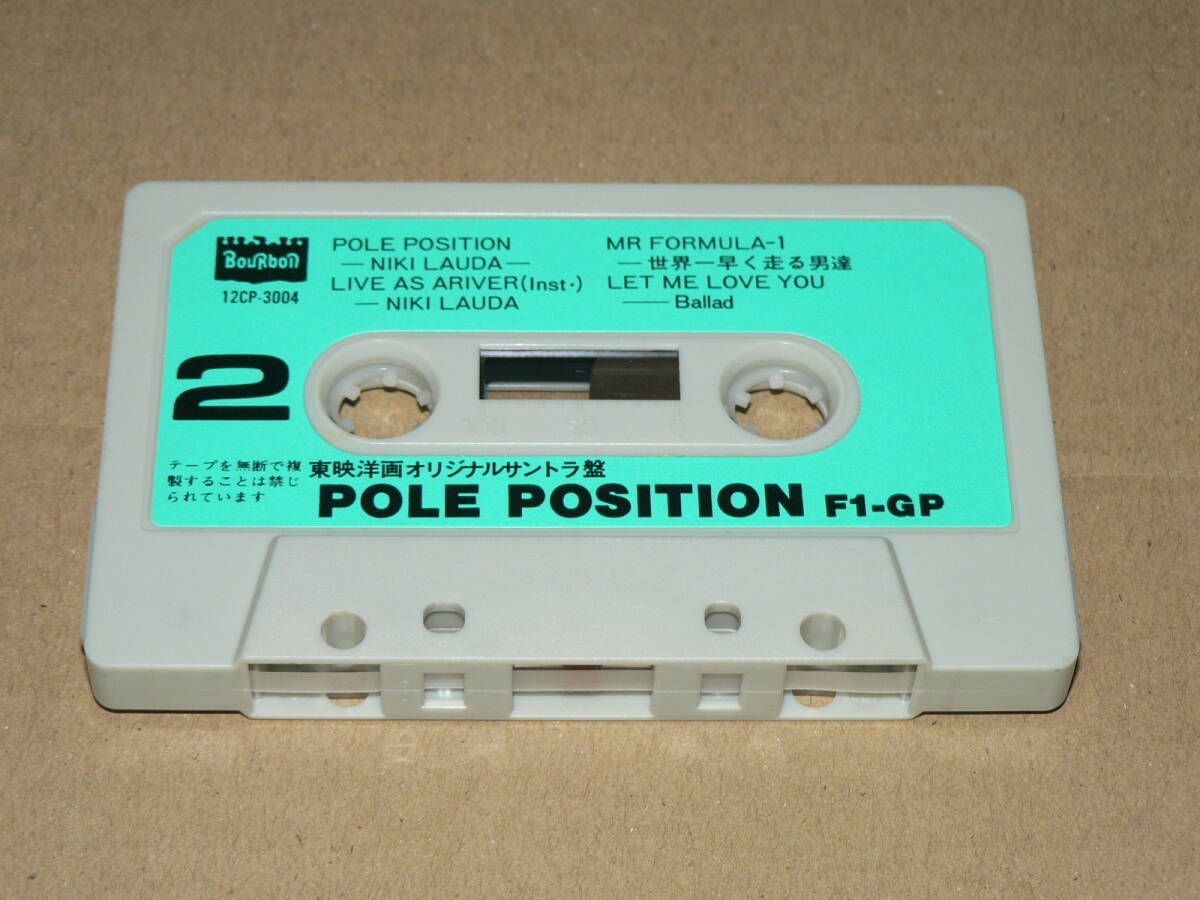 BouRbon
12CP-3004
POLE POSITION
— NIKI LAUDA —
LIVE AS ARIVER(Inst·)
— NIKI LAUDA
MR FORMULA-1
— 世界一早く走る男達
LET ME LOVE YOU
— Ballad
2
100 50 0
テープを無断で複
製することは禁じ
られています
東映洋画オリジナルサントラ盤
POLE POSITION F1-GP